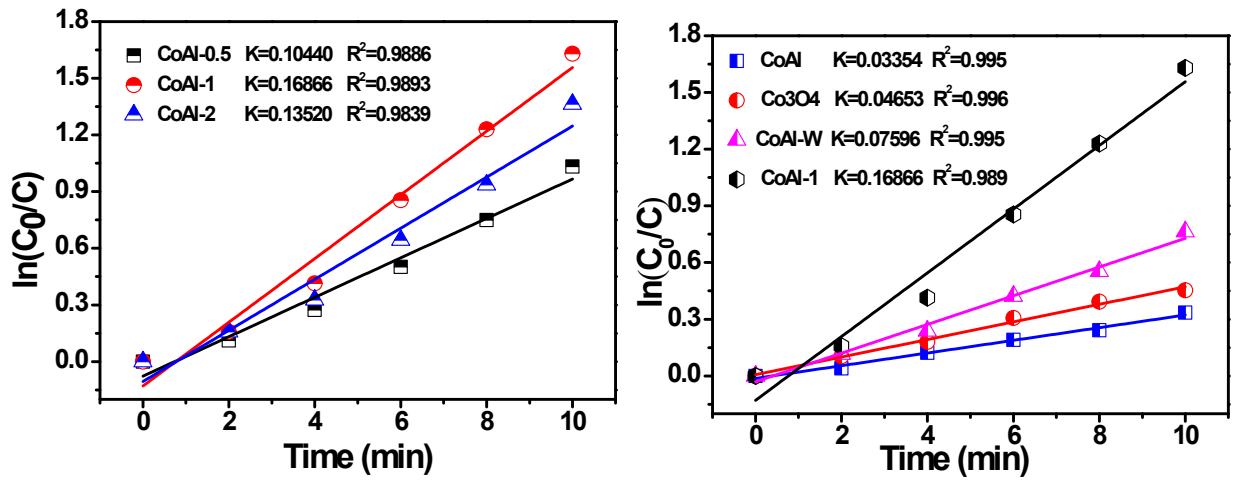 1.8
1.5
1.2
0.9
0.6
0.3
0.0
ln(C0/C)
CoAl-0.5 K=0.10440 R²=0.9886
CoAl-1 K=0.16866 R²=0.9893
CoAl-2 K=0.13520 R²=0.9839
0 2 4 6 8 10
Time (min)
1.8
1.5
1.2
0.9
0.6
0.3
0.0
ln(C0/C)
CoAl K=0.03354 R²=0.995
Co3O4 K=0.04653 R²=0.996
CoAl-W K=0.07596 R²=0.995
CoAl-1 K=0.16866 R²=0.989
0 2 4 6 8 10
Time (min)